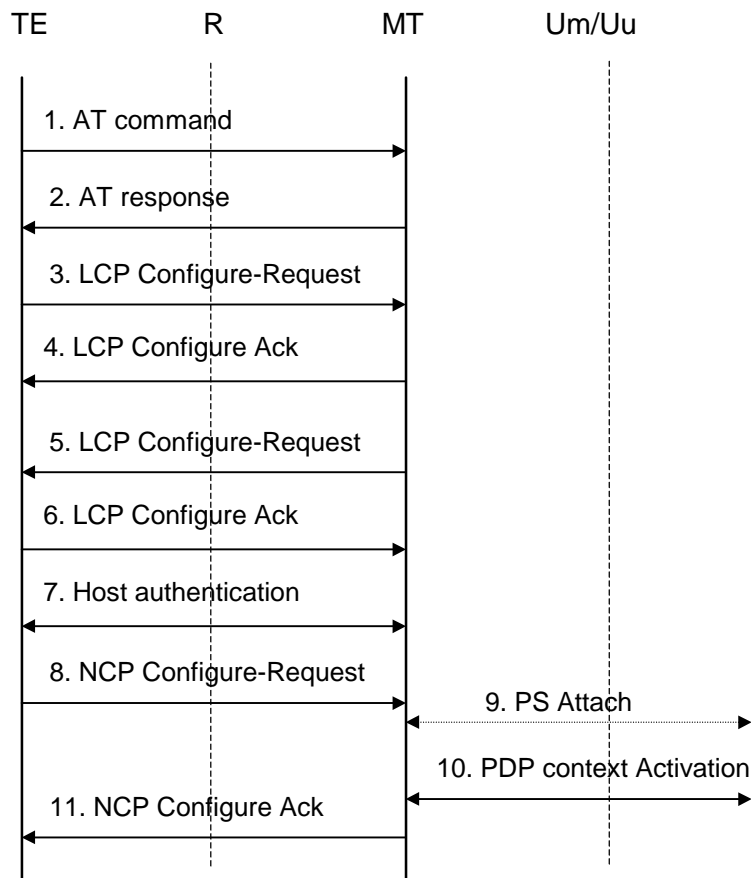 TE R MT Um/Uu
1. AT command
2. AT response
3. LCP Configure-Request
4. LCP Configure Ack
5. LCP Configure-Request
6. LCP Configure Ack
7. Host authentication
8. NCP Configure-Request
9. PS Attach
10. PDP context Activation
11. NCP Configure Ack